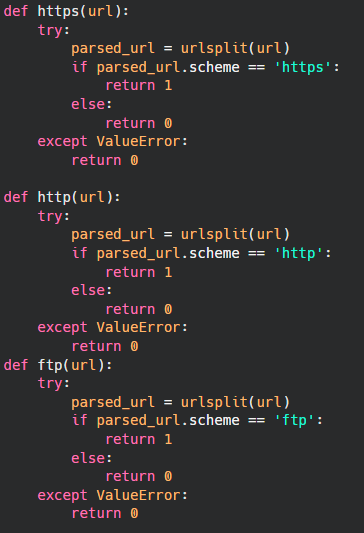 def https(url):
    try:
        parsed_url = urlsplit(url)
        if parsed_url.scheme == 'https':
            return 1
        else:
            return 0
    except ValueError:
        return 0

def http(url):
    try:
        parsed_url = urlsplit(url)
        if parsed_url.scheme == 'http':
            return 1
        else:
            return 0
    except ValueError:
        return 0
def ftp(url):
    try:
        parsed_url = urlsplit(url)
        if parsed_url.scheme == 'ftp':
            return 1
        else:
            return 0
    except ValueError:
        return 0